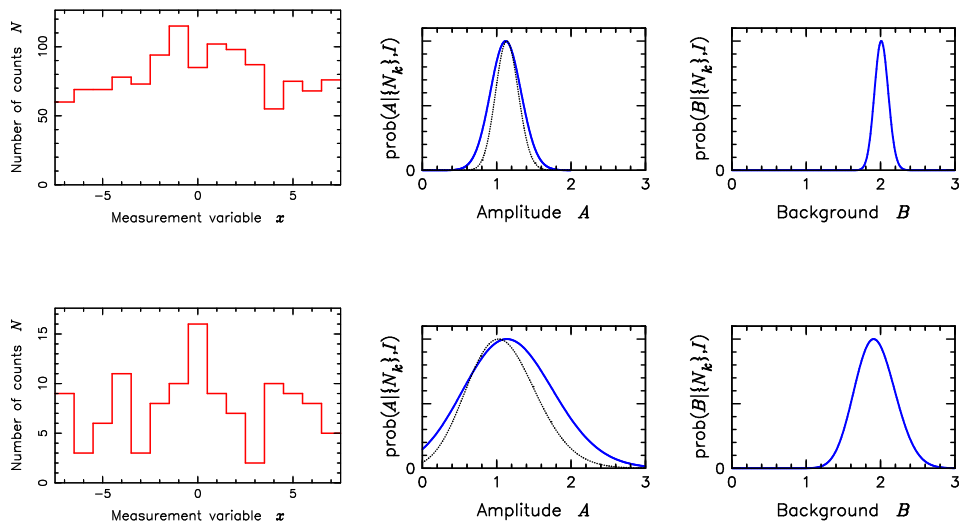 Number of counts N
0
50
100
−5
0
5
Measurement variable x
prob(A|{N_k},I)
0
0
1
2
3
Amplitude A
prob(B|{N_k},I)
0
0
1
2
3
Background B
Number of counts N
0
5
10
15
−5
0
5
Measurement variable x
prob(A|{N_k},I)
0
0
1
2
3
Amplitude A
prob(B|{N_k},I)
0
0
1
2
3
Background B